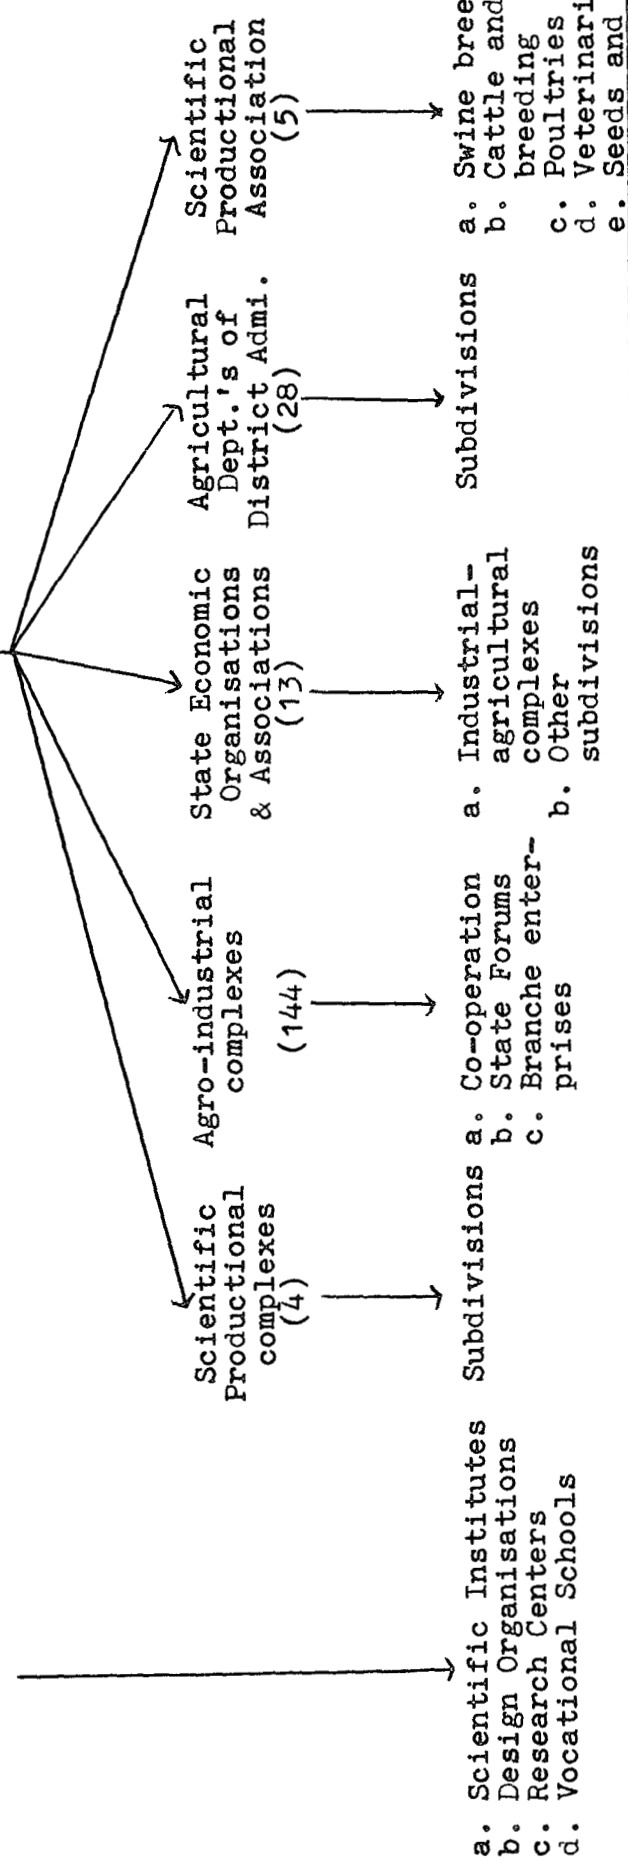 Scientific
Productional
complexes
(4)
Agro-industrial
complexes
(144)
State Economic
Organisations
& Associations
(13)
Agricultural
Dept.'s of
District Admi.
(28)
Scientific
Productional
Association
(5)
a. Scientific Institutes
b. Design Organisations
c. Research Centers
d. Vocational Schools
Subdivisions
a. Co-operation
b. State Forums
c. Branche enter-
prises
a. Industrial-
agricultural
complexes
b. Other
subdivisions
Subdivisions
a. Swine bree
b. Cattle and
breeding
c. Poultries
d. Veterinari
e. Seeds and